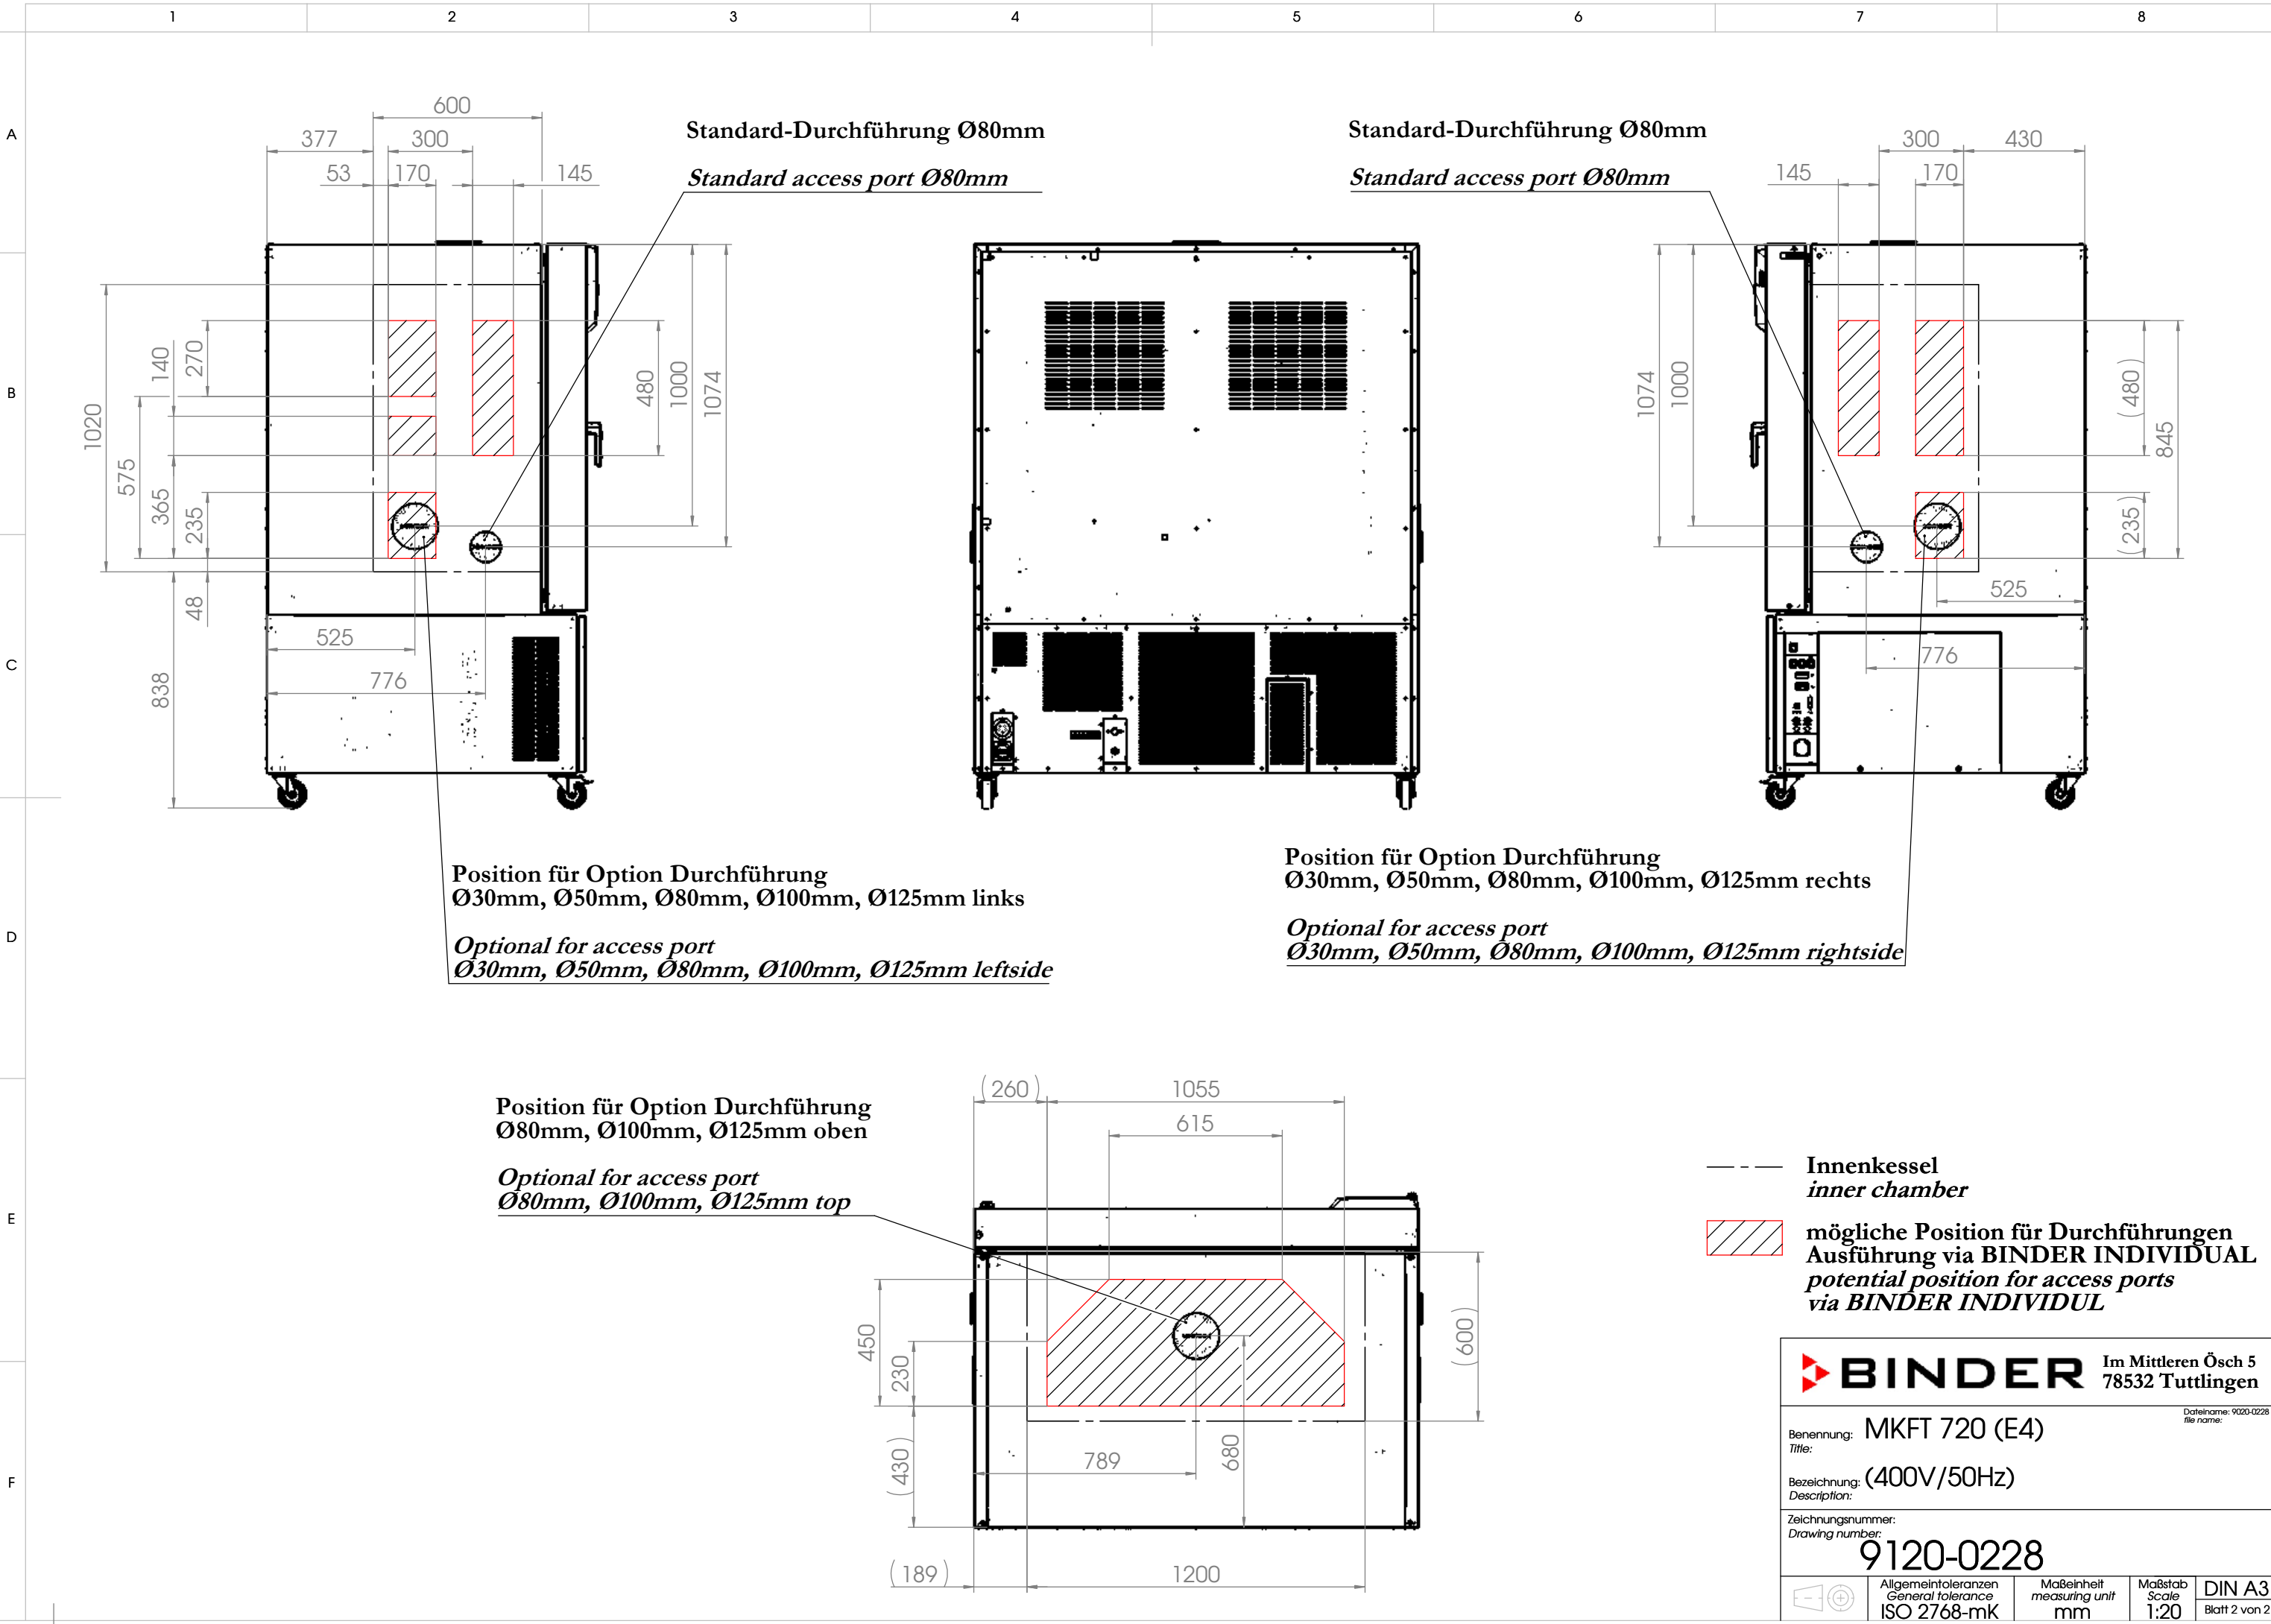 1 2 3 4 5 6 7 8
A
B
C
D
E
F
600
377 300
53 170 145
Standard-Durchführung Ø80mm
Standard access port Ø80mm
1020
140
270
575
365
235
48
838
480
1000
1074
525
776
Position für Option Durchführung
Ø30mm, Ø50mm, Ø80mm, Ø100mm, Ø125mm links
Optional for access port
Ø30mm, Ø50mm, Ø80mm, Ø100mm, Ø125mm leftside
Standard-Durchführung Ø80mm
Standard access port Ø80mm
300 430
145 170
1074
1000
(480)
845
(235)
525
776
Position für Option Durchführung
Ø30mm, Ø50mm, Ø80mm, Ø100mm, Ø125mm rechts
Optional for access port
Ø30mm, Ø50mm, Ø80mm, Ø100mm, Ø125mm rightside
Position für Option Durchführung
Ø80mm, Ø100mm, Ø125mm oben
Optional for access port
Ø80mm, Ø100mm, Ø125mm top
(260) 1055
615
450
230
(430)
(600)
789
680
(189) 1200
Innenkessel
inner chamber
mögliche Position für Durchführungen
Ausführung via BINDER INDIVIDUAL
potential position for access ports
via BINDER INDIVIDUL
BINDER
Im Mittleren Ösch 5
78532 Tuttlingen
Dateiname: 9020-0228
file name:
Benennung: MKFT 720 (E4)
Title:
Bezeichnung: (400V/50Hz)
Description:
Zeichnungsnummer:
Drawing number:
9120-0228
Allgemeintoleranzen
General tolerance
ISO 2768-mK
Maßeinheit
measuring unit
mm
Maßstab
Scale
1:20
DIN A3
Blatt 2 von 2